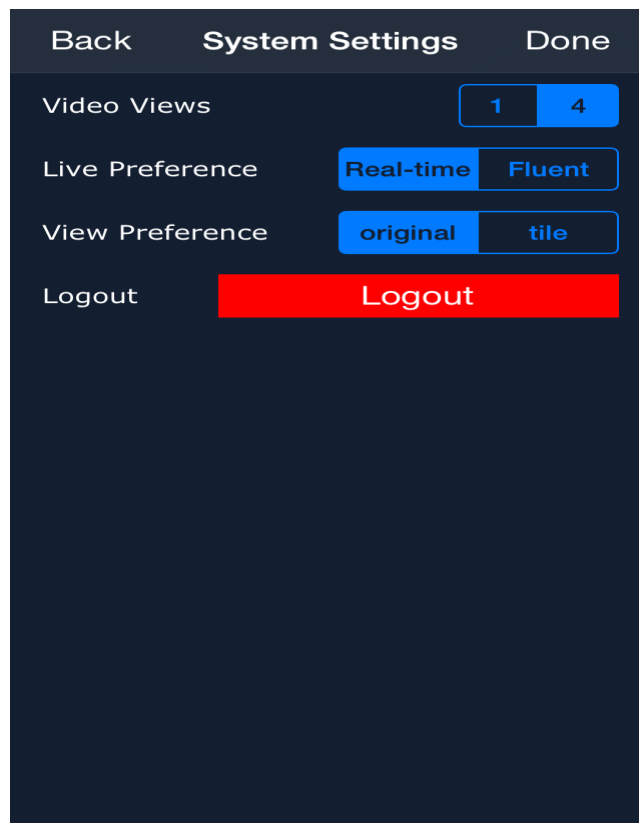 Back System Settings Done
Video Views 1 4
Live Preference Real-time Fluent
View Preference original tile
Logout Logout